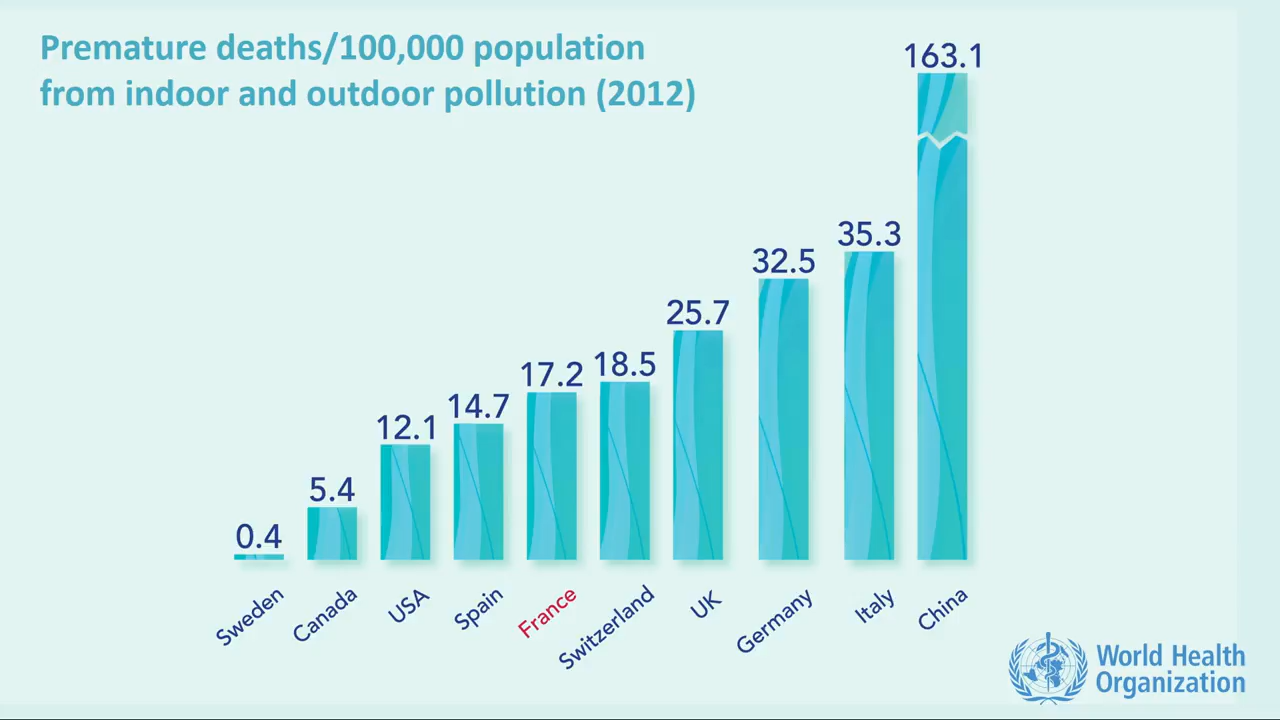 Premature deaths/100,000 population
from indoor and outdoor pollution (2012)
0.4
5.4
12.1
14.7
17.2
18.5
25.7
32.5
35.3
163.1
Sweden
Canada
USA
Spain
France
Switzerland
UK
Germany
Italy
China
World Health
Organization